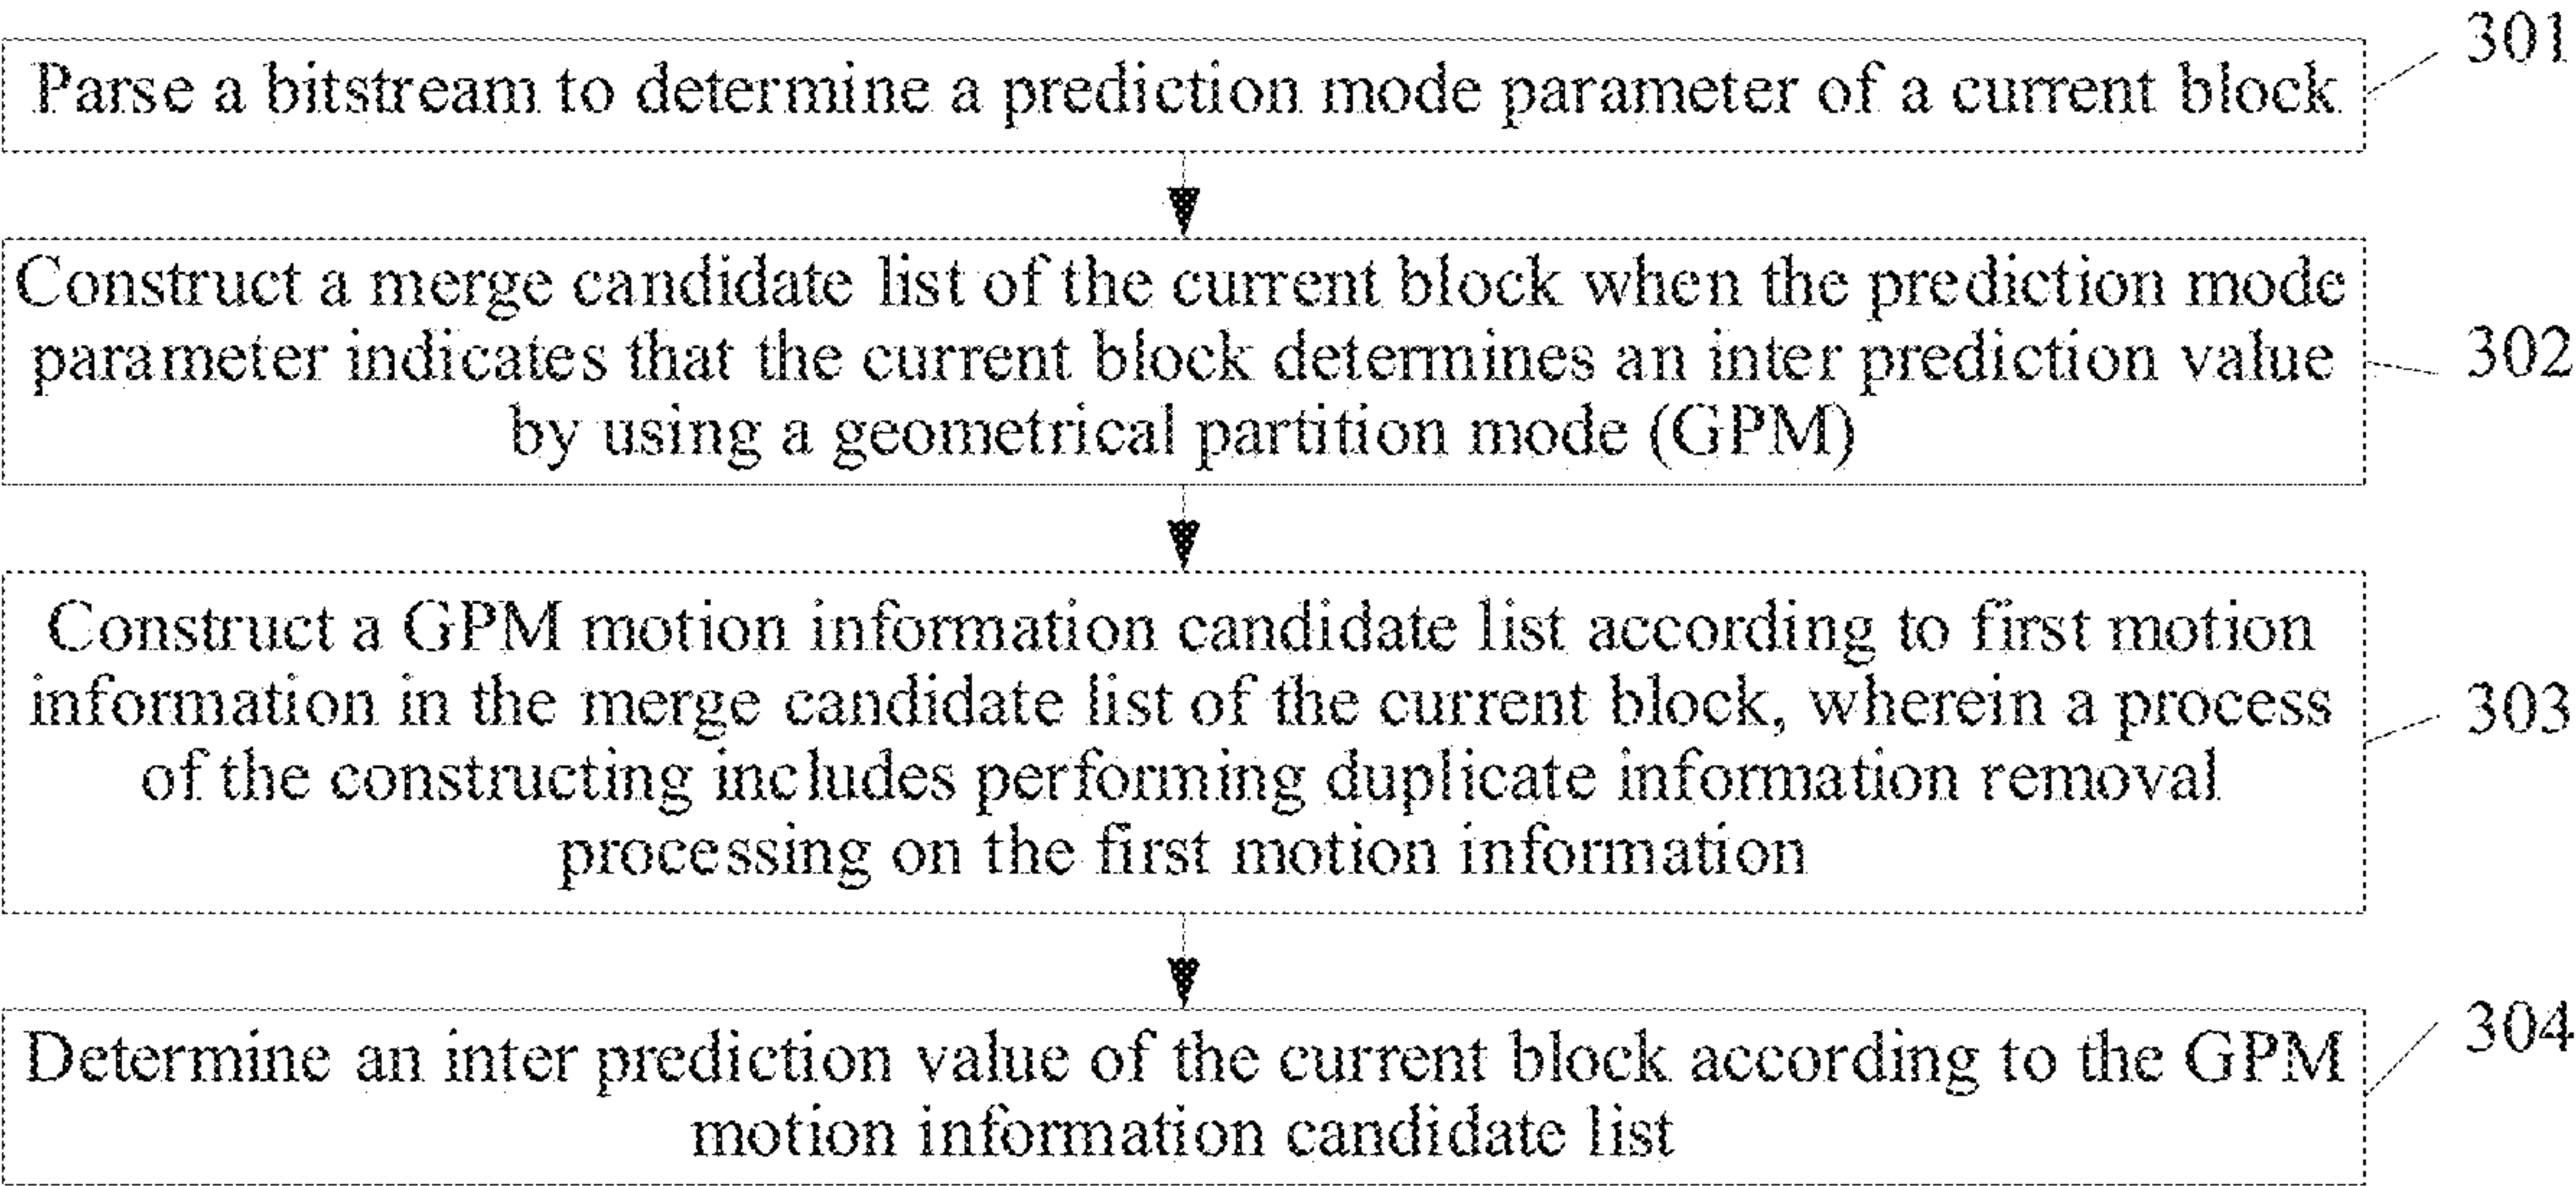 301
Parse a bitstream to determine a prediction mode parameter of a current block
Construct a merge candidate list of the current block when the prediction mode
parameter indicates that the current block determines an inter prediction value
by using a geometrical partition mode (GPM)
302
Construct a GPM motion information candidate list according to first motion
information in the merge candidate list of the current block, wherein a process
of the constructing includes performing duplicate information removal
processing on the first motion information
303
304
Determine an inter prediction value of the current block according to the GPM
motion information candidate list